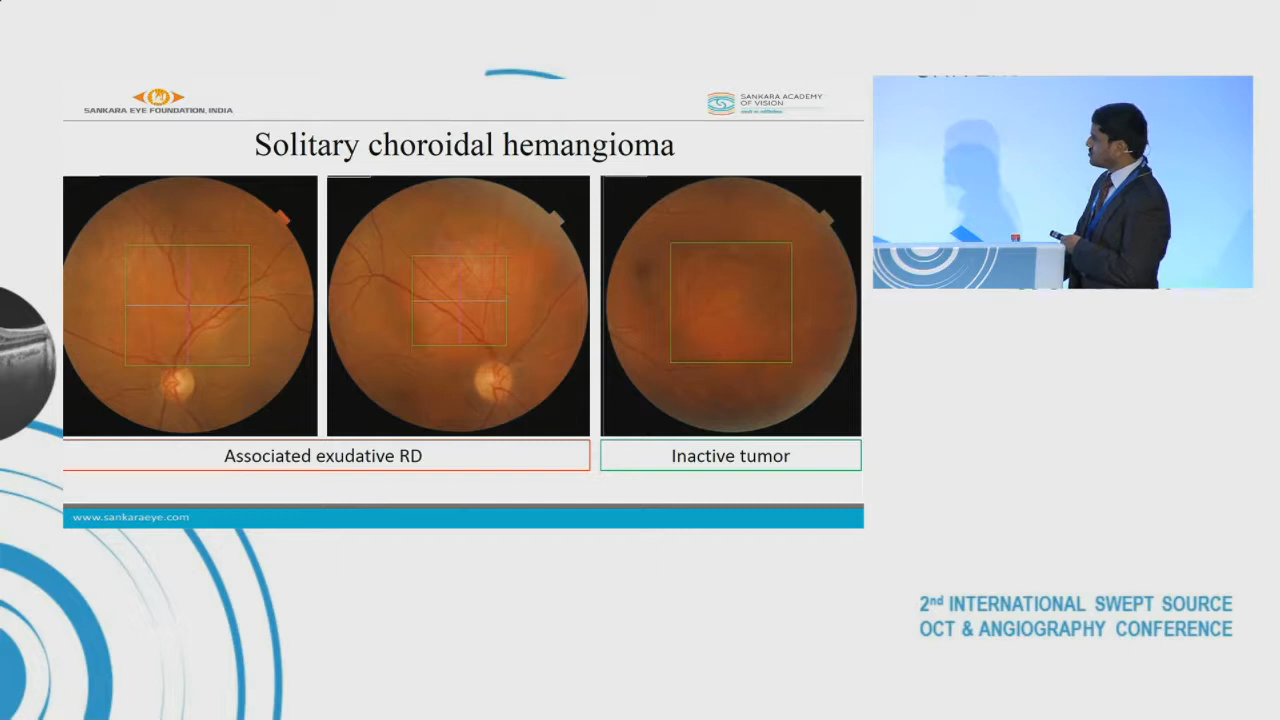 SANKARA EYE FOUNDATION, INDIA
SANKARA ACADEMY
OF VISION
Solitary choroidal hemangioma
Associated exudative RD
Inactive tumor
www.sankaraeye.com
2nd INTERNATIONAL SWEPT SOURCE
OCT & ANGIOGRAPHY CONFERENCE